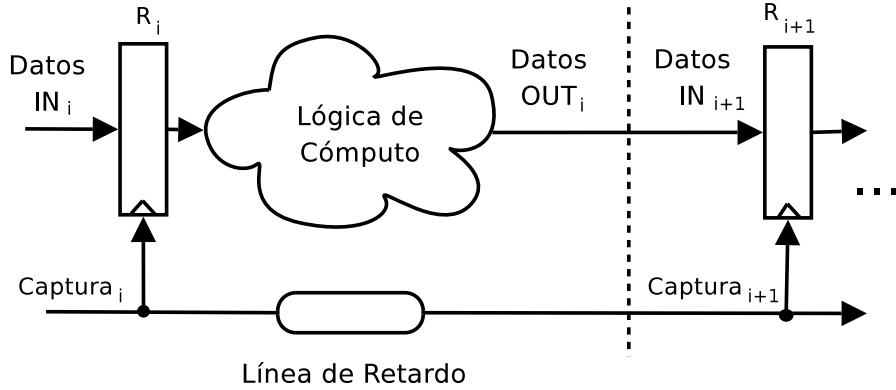 R i
R i+1
Datos
IN i
Lógica de
Cómputo
Datos
OUT i
Datos
IN i+1
...
Captura i
Captura i+1
Línea de Retardo